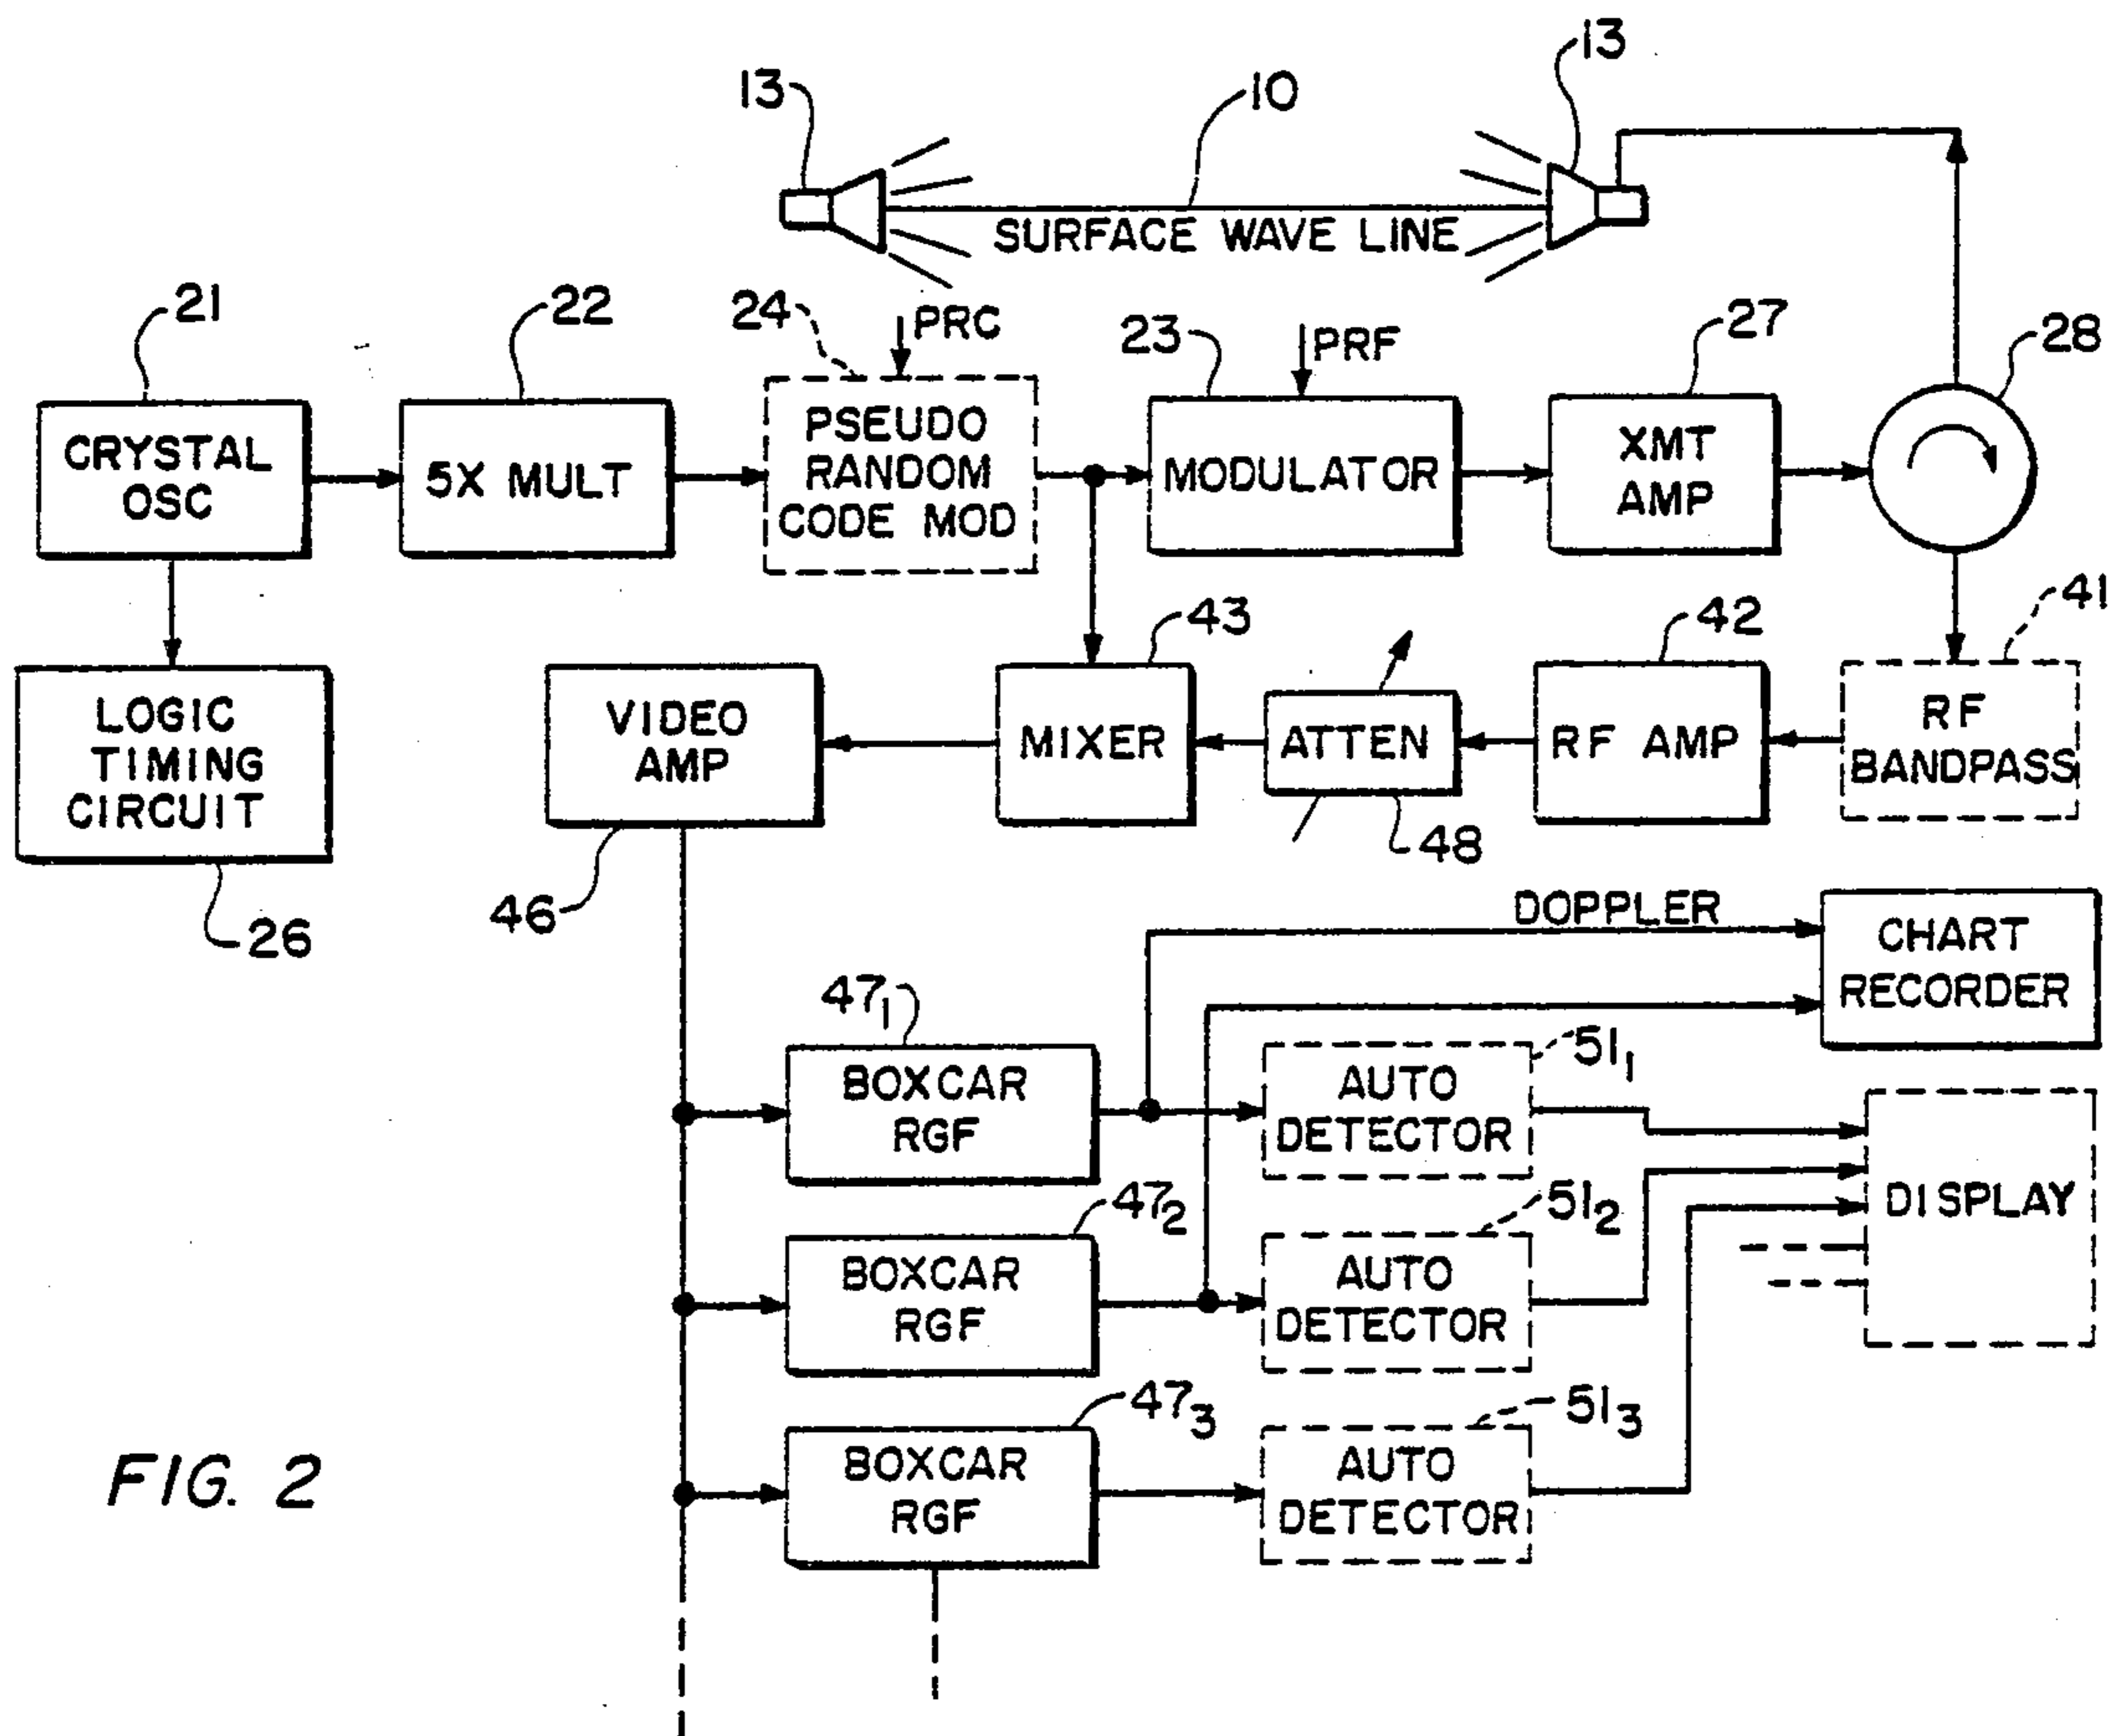 13
10
13
SURFACE WAVE LINE
21
22
24
PRC
23
PRF
27
28
CRYSTAL
OSC
5X MULT
PSEUDO
RANDOM
CODE MOD
MODULATOR
XMT
AMP
LOGIC
TIMING
CIRCUIT
26
VIDEO
AMP
46
43
MIXER
ATTEN
48
42
RF AMP
41
RF
BANDPASS
DOPPLER
CHART
RECORDER
47₁
BOXCAR
RGF
51₁
AUTO
DETECTOR
47₂
BOXCAR
RGF
51₂
AUTO
DETECTOR
DISPLAY
47₃
BOXCAR
RGF
51₃
AUTO
DETECTOR
FIG. 2